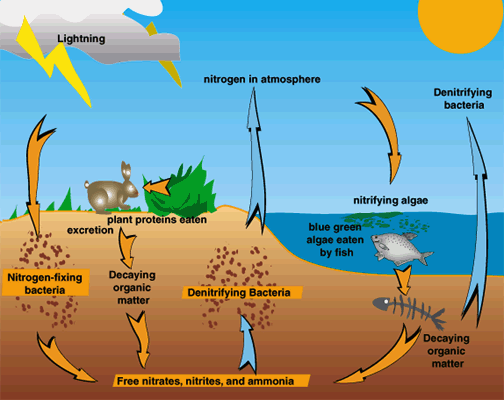 Lightning
nitrogen in atmosphere
Denitrifying
bacteria
nitrifying algae
plant proteins eaten
excretion
blue green
algae eaten
by fish
Nitrogen-fixing
bacteria
Decaying
organic
matter
Denitrifying Bacteria
Decaying
organic
matter
Free nitrates, nitrites, and ammonia